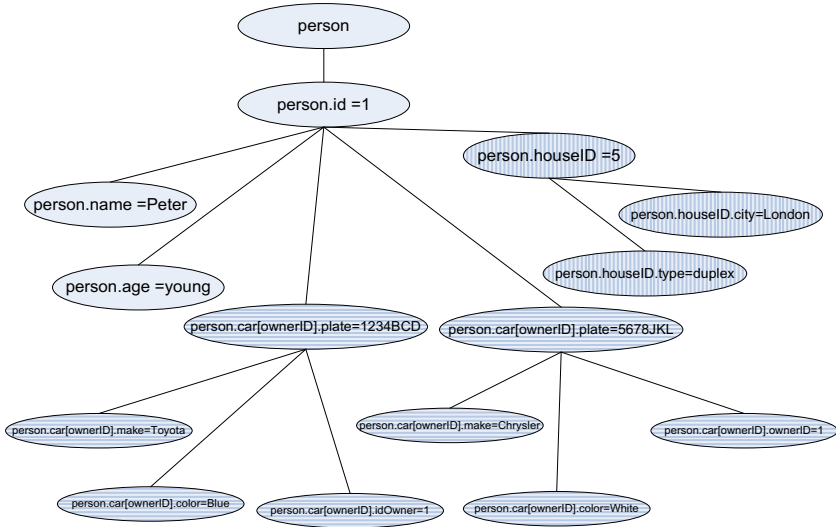 person
person.id =1
person.houseID =5
person.name =Peter
person.houseID.city=London
person.age =young
person.houseID.type=duplex
person.car[ownerID].plate=1234BCD
person.car[ownerID].plate=5678JKL
person.car[ownerID].make=Toyota
person.car[ownerID].make=Chrysler
person.car[ownerID].ownerID=1
person.car[ownerID].color=Blue
person.car[ownerID].idOwner=1
person.car[ownerID].color=White